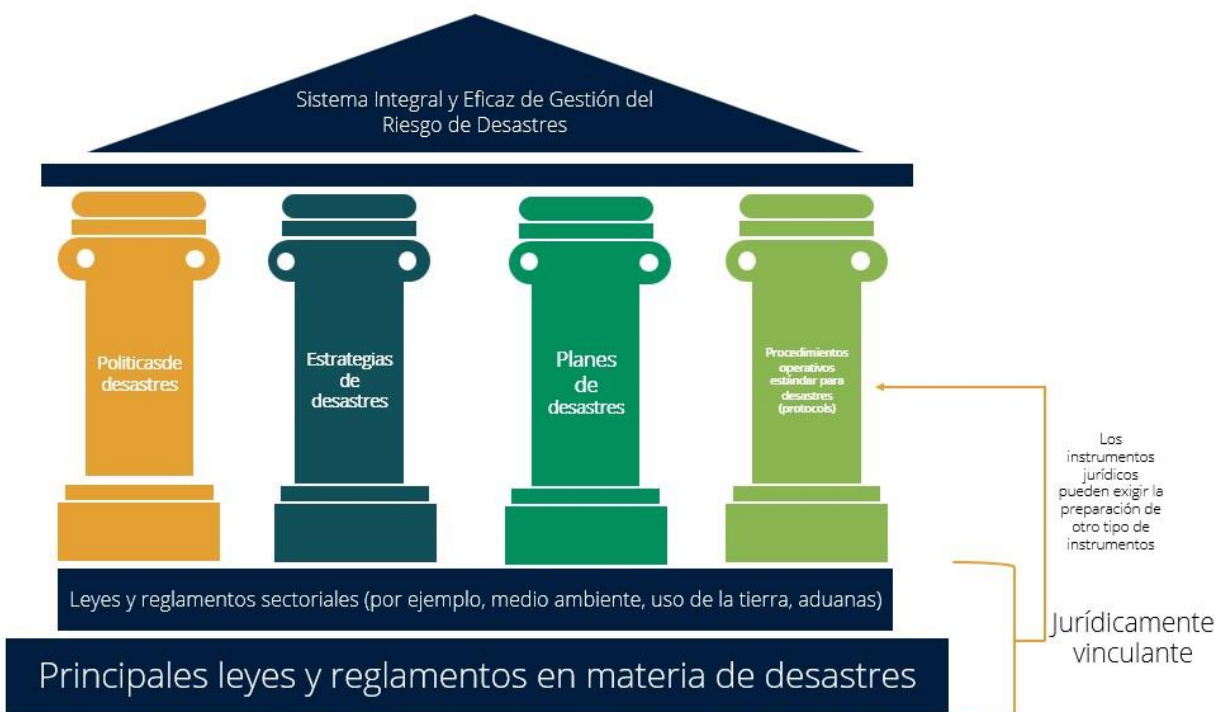 Sistema Integral y Eficaz de Gestión del
Riesgo de Desastres
Politicasde
desastres
Estrategias
de
desastres
Planes
de
desastres
Procedimientos
operativos
estándar para
desastres
(protocols)
Los
instrumentos
jurídicos
pueden exigir la
preparación de
otro tipo de
instrumentos
Leyes y reglamentos sectoriales (por ejemplo, medio ambiente, uso de la tierra, aduanas)
Jurídicamente
vinculante
Principales leyes y reglamentos en materia de desastres